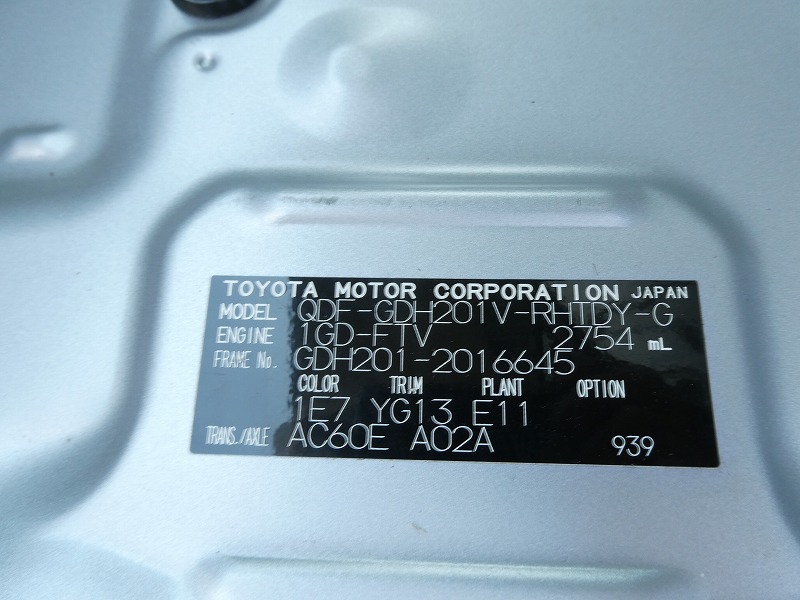 TOYOTA MOTOR CORPORATION JAPAN
MODEL QDF-GDH201V-RHTDY-G
ENGINE 1GD-FTV 2754 mL
FRAME No. GDH201-2016645
COLOR TRIM PLANT OPTION
1E7 YG13 E11
TRANS./AXLE AC60E A02A 939